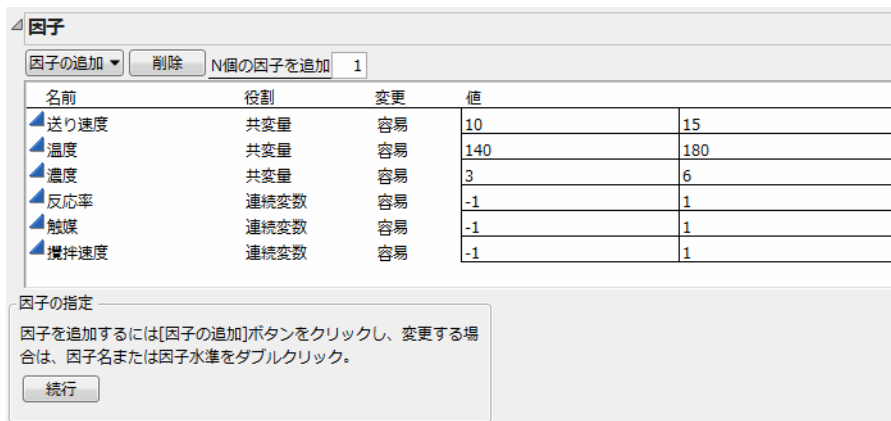 因子
因子の追加 削除 N個の因子を追加 1
名前 役割 変更 値
送り速度 共変量 容易 10 15
温度 共変量 容易 140 180
濃度 共変量 容易 3 6
反応率 連続変数 容易 -1 1
触媒 連続変数 容易 -1 1
攪拌速度 連続変数 容易 -1 1
因子の指定
因子を追加するには[因子の追加]ボタンをクリックし、変更する場
合は、因子名または因子水準をダブルクリック。
続行